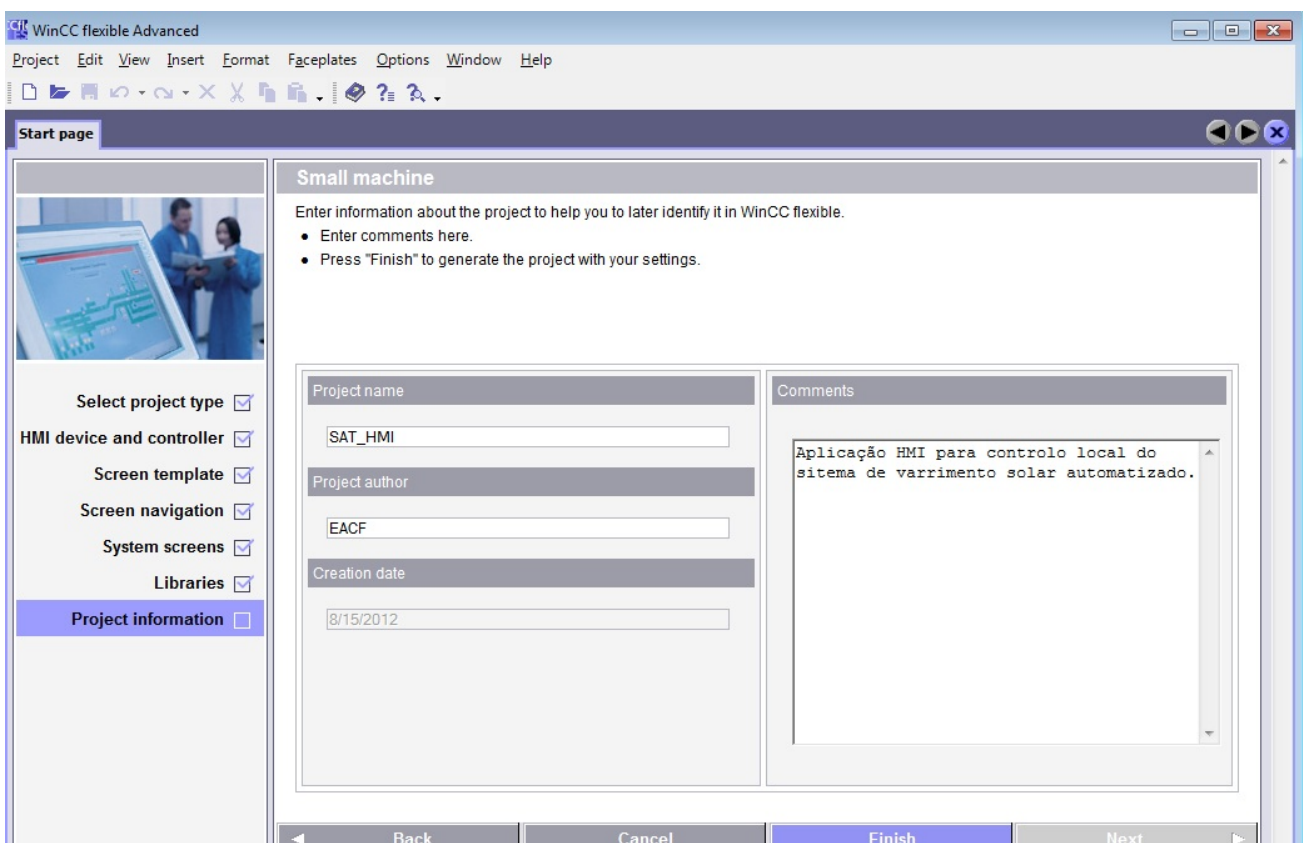 WinCC flexible Advanced
Project Edit View Insert Format Faceplates Options Window Help
Start page
Small machine
Enter information about the project to help you to later identify it in WinCC flexible.
• Enter comments here.
• Press "Finish" to generate the project with your settings.
Select project type
HMI device and controller
Screen template
Screen navigation
System screens
Libraries
Project information
Project name
SAT_HMI
Project author
EACF
Creation date
8/15/2012
Comments
Aplicação HMI para controlo local do
sitema de varrimento solar automatizado.
Back Cancel Finish Next